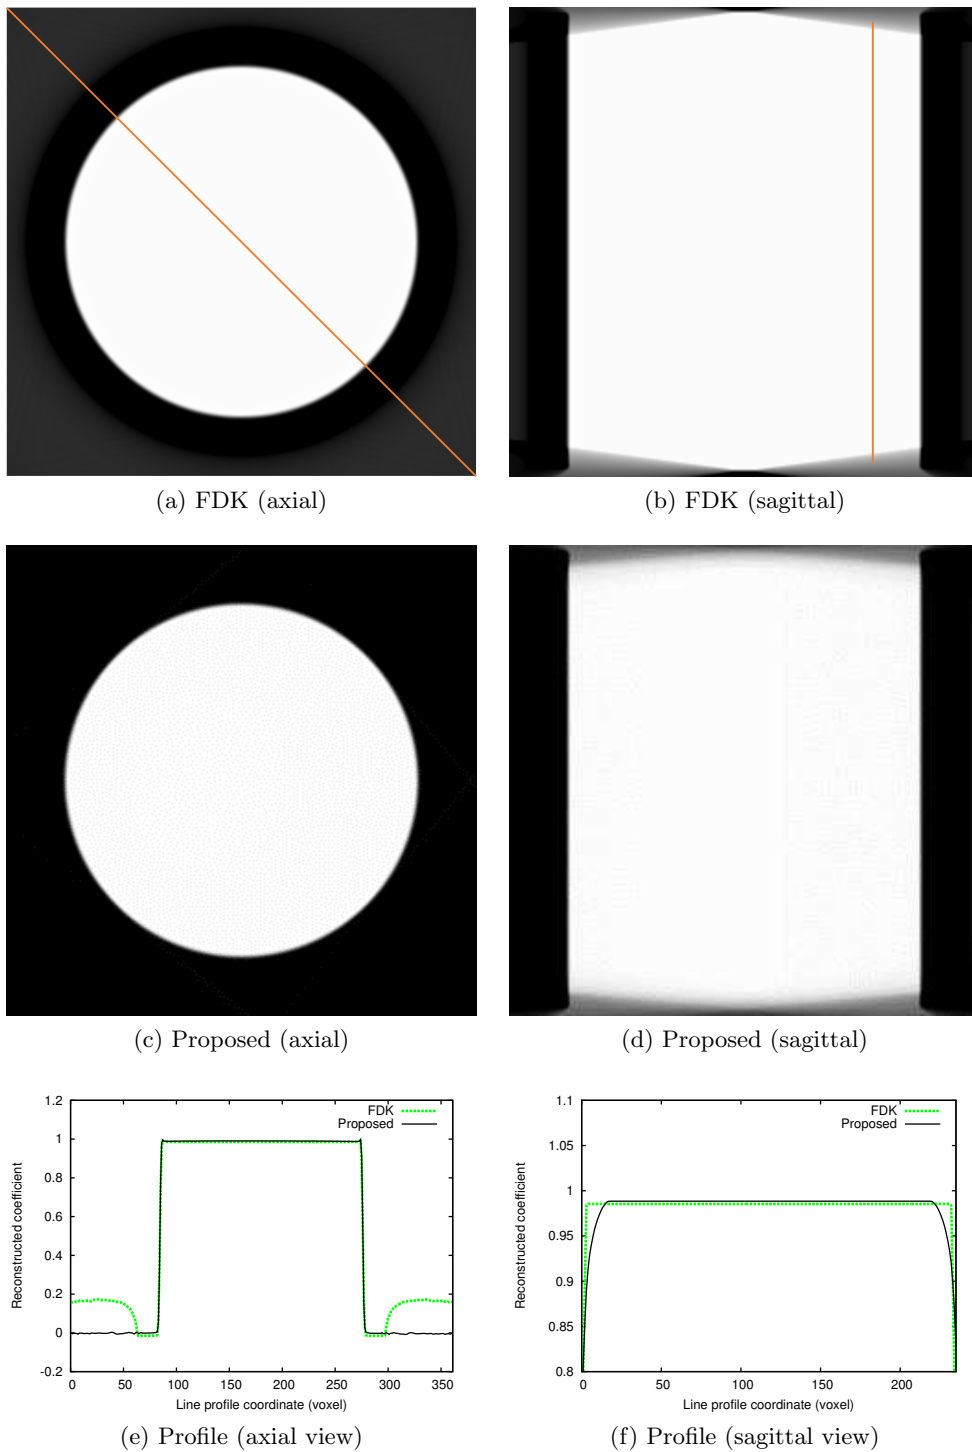 (a) FDK (axial)
(b) FDK (sagittal)
(c) Proposed (axial)
(d) Proposed (sagittal)
1.2
1
0.8
0.6
0.4
0.2
0
-0.2
Reconstructed coefficient
FDK
Proposed
0 50 100 150 200 250 300 350
Line profile coordinate (voxel)
(e) Profile (axial view)
1.1
1.05
1
0.95
0.9
0.85
0.8
Reconstructed coefficient
FDK
Proposed
0 50 100 150 200
Line profile coordinate (voxel)
(f) Profile (sagittal view)